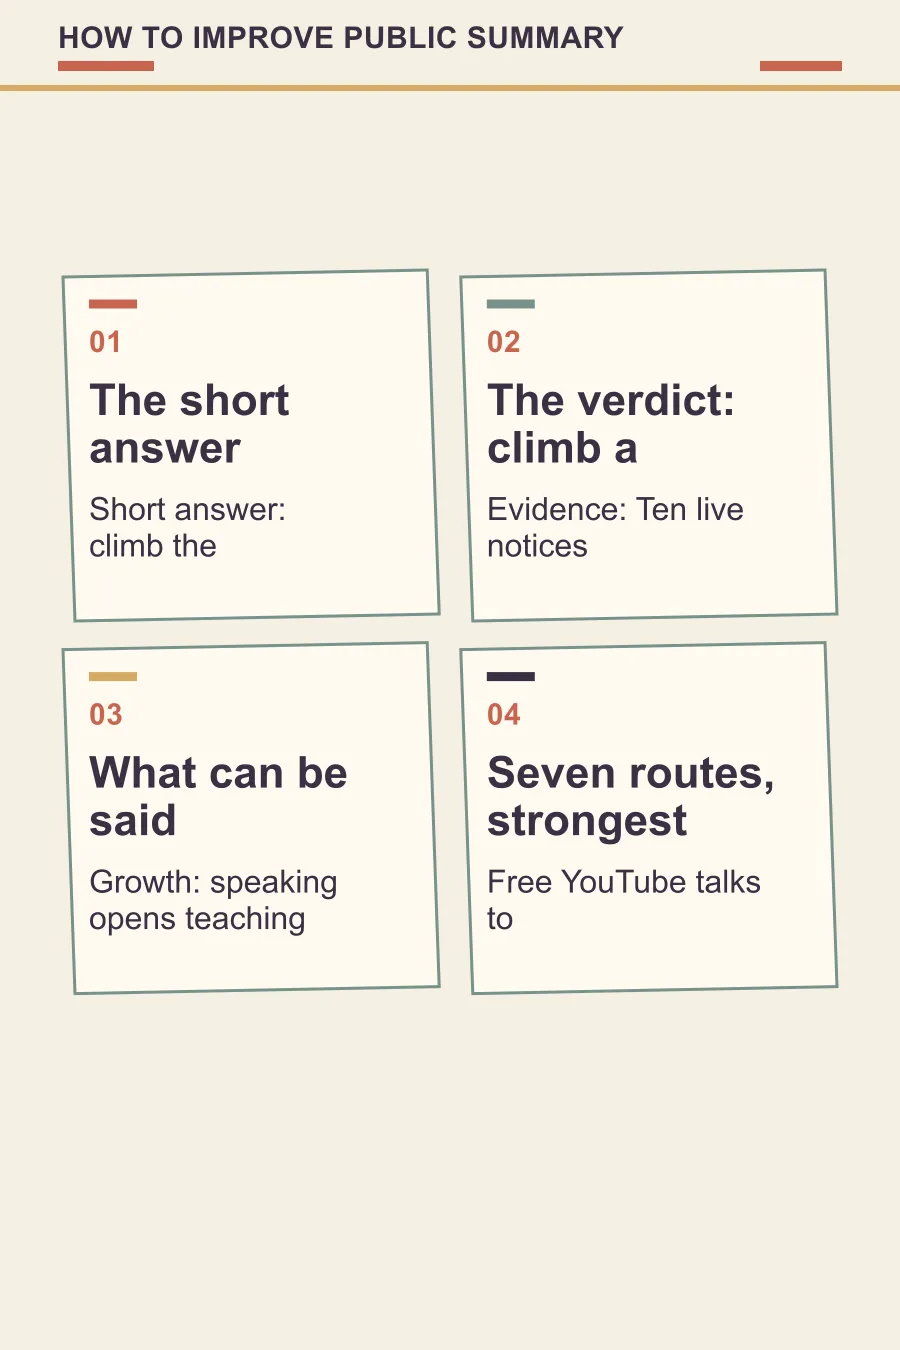 HOW TO IMPROVE PUBLIC SUMMARY
01
The short
answer
Short answer:
climb the
02
The verdict:
climb a
Evidence: Ten live
notices
03
What can be
said
Growth: speaking
opens teaching
04
Seven routes,
strongest
Free YouTube talks
to